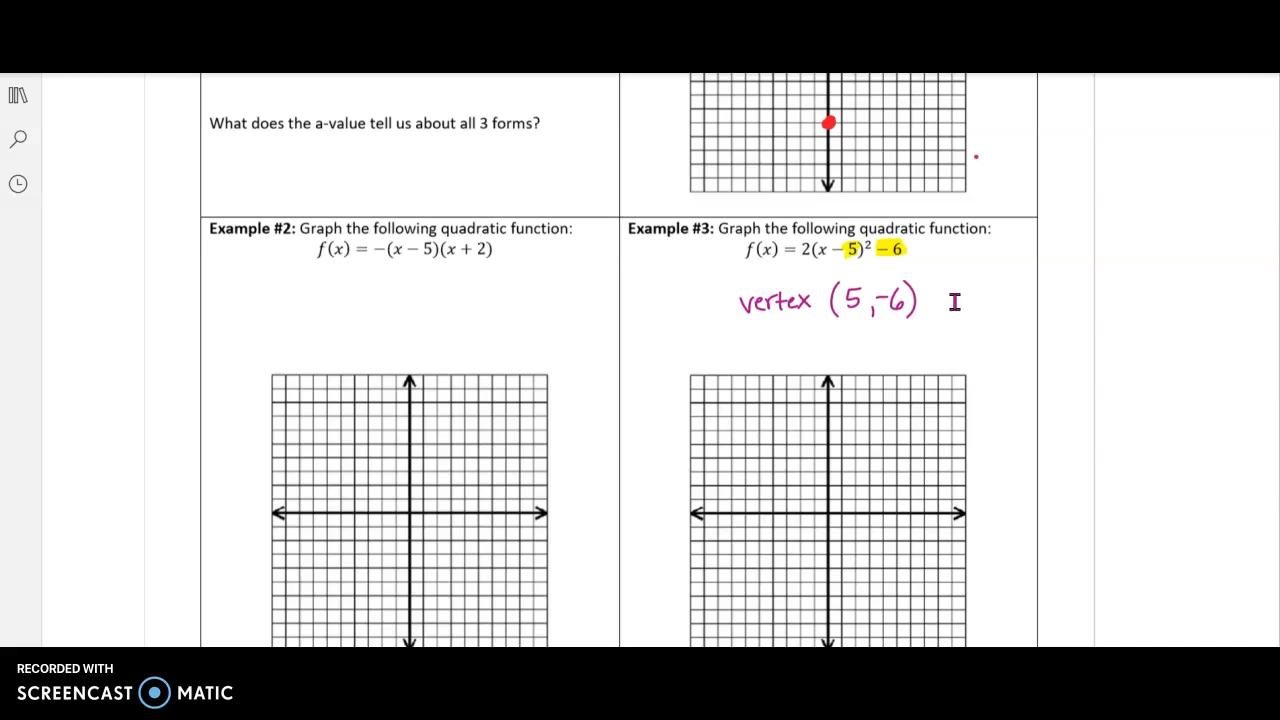 What does the a-value tell us about all 3 forms?
Example #2: Graph the following quadratic function:
f(x) = −(x − 5)(x + 2)
Example #3: Graph the following quadratic function:
f(x) = 2(x − 5)² − 6
vertex (5,-6)
RECORDED WITH
SCREENCAST MATIC